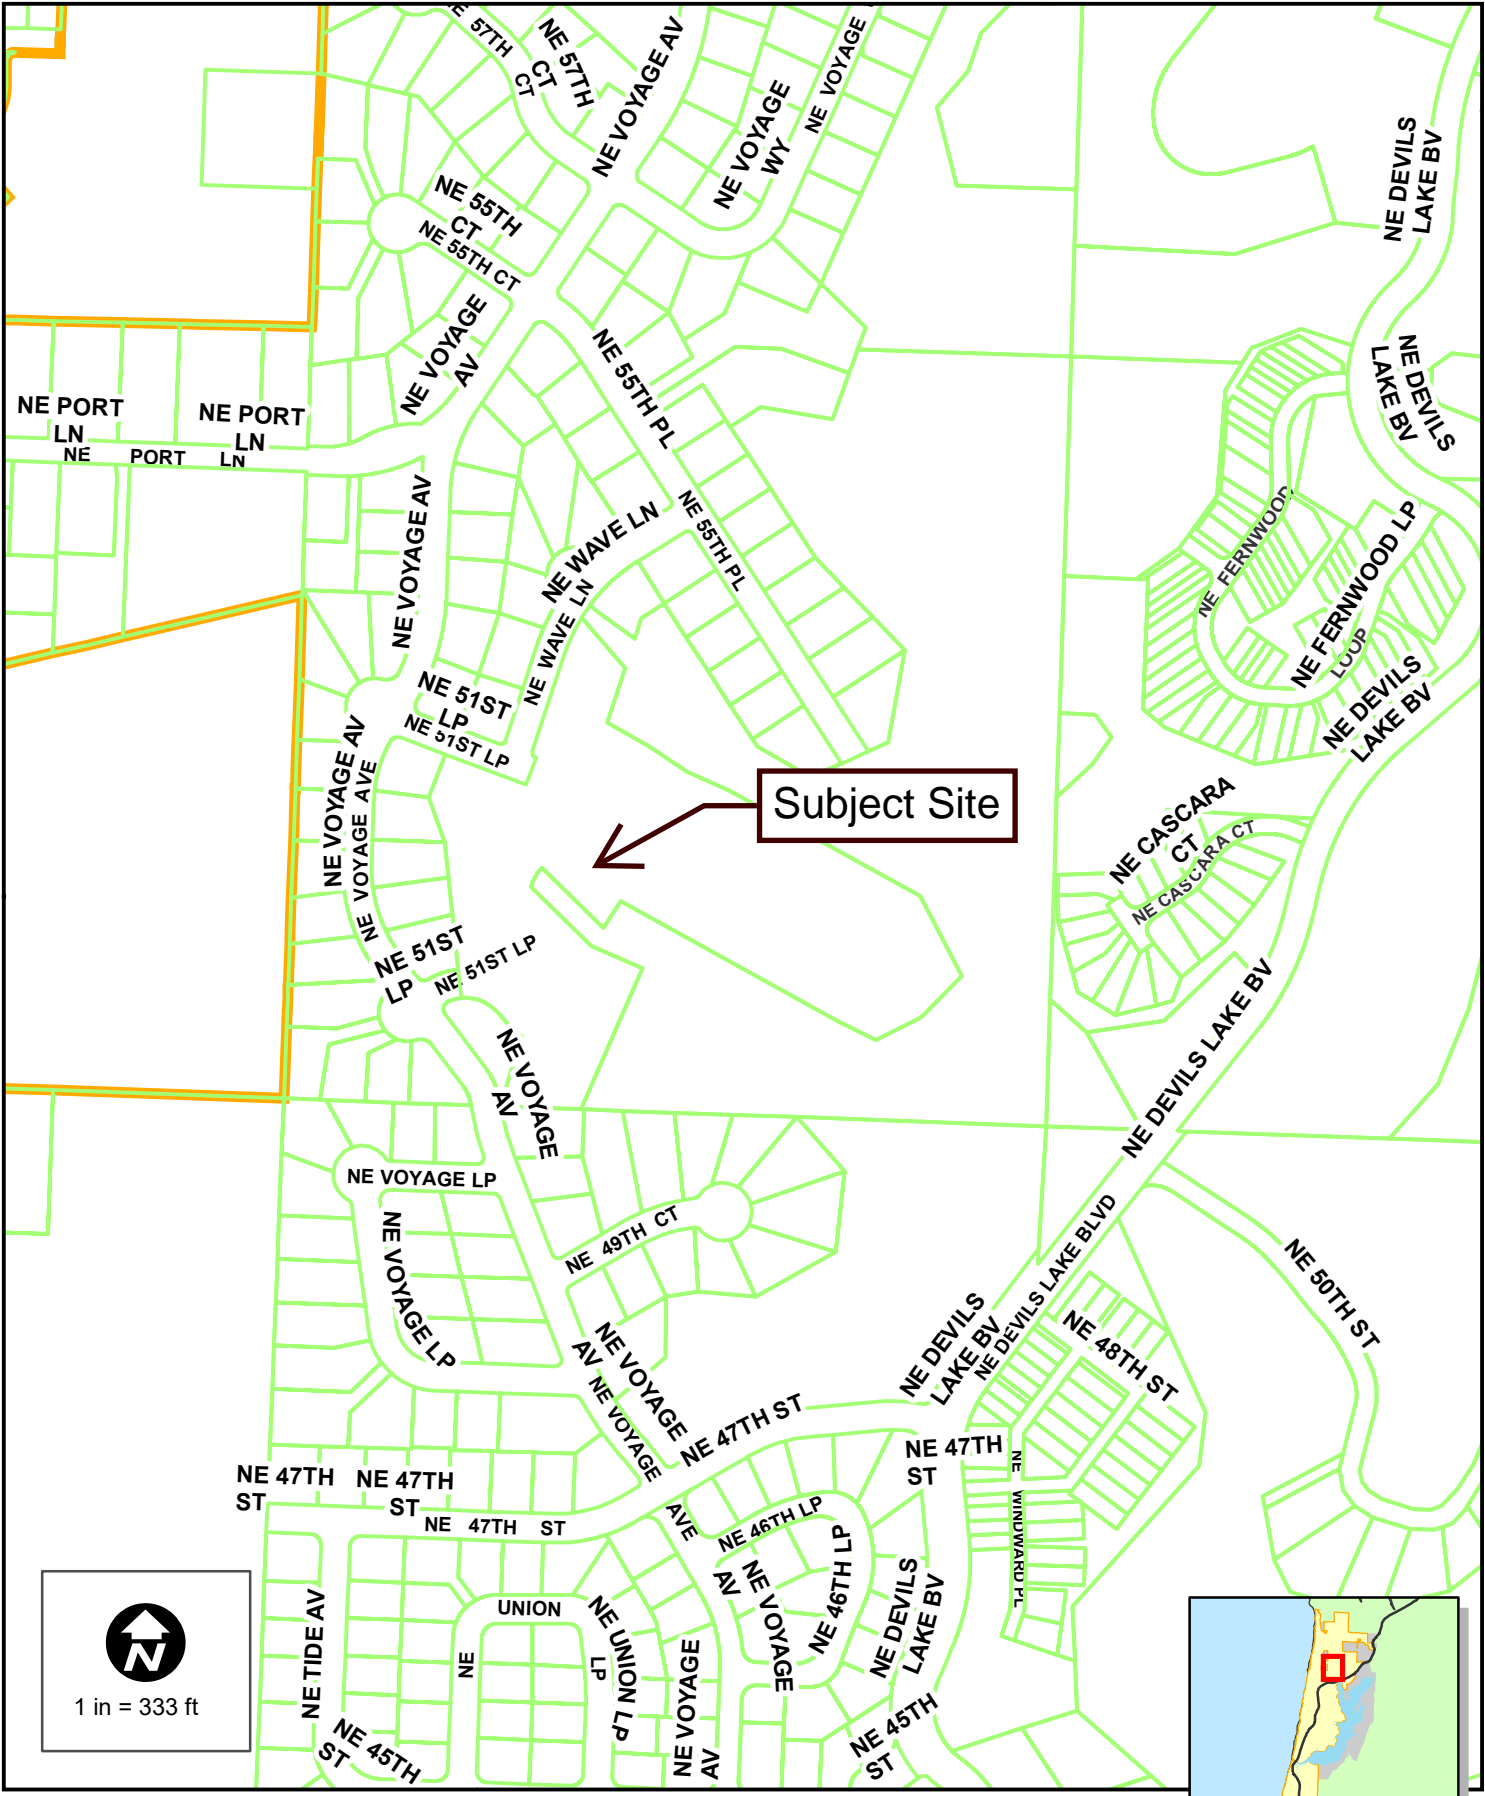 NE 57TH
CT
NE 57TH
CT
NE VOYAGE AV
NE VOYAGE
WY
NE VOYAGE
NE DEVILS
LAKE BV
NE 55TH
CT
NE 55TH CT
NE VOYAGE
AV
NE DEVILS
LAKE BV
NE 55TH PL
NE PORT
LN
NE PORT
LN
NE PORT LN
NE VOYAGE AV
NE WAVE LN
NE 55TH PL
NE WAVE LN
NE FERNWOOD
NE FERNWOOD LP
LOOP
NE 51ST
LP
NE 51ST LP
NE DEVILS
LAKE BV
NE VOYAGE AV
NE VOYAGE AVE
Subject Site
NE CASCARA
CT
NE CASCARA CT
NE 51ST
LP
NE 51ST LP
NE DEVILS LAKE BV
NE VOYAGE
AV
NE VOYAGE LP
NE VOYAGE LP
NE 49TH CT
NE DEVILS LAKE BLVD
NE 50TH ST
NE DEVILS
LAKE BV
NE 48TH ST
NE VOYAGE
AV
NE VOYAGE
AVE
NE 47TH ST
NE 47TH
ST
NE 47TH
ST
NE 47TH
ST
NE 47TH ST
NE WINDWARD PL
NE 46TH LP
NE 46TH LP
NE VOYAGE
AV
NE DEVILS
LAKE BV
NE UNION LP
NE UNION LP
NE TIDE AV
NE VOYAGE
AV
NE 45TH
ST
NE 45TH
ST
N
1 in = 333 ft